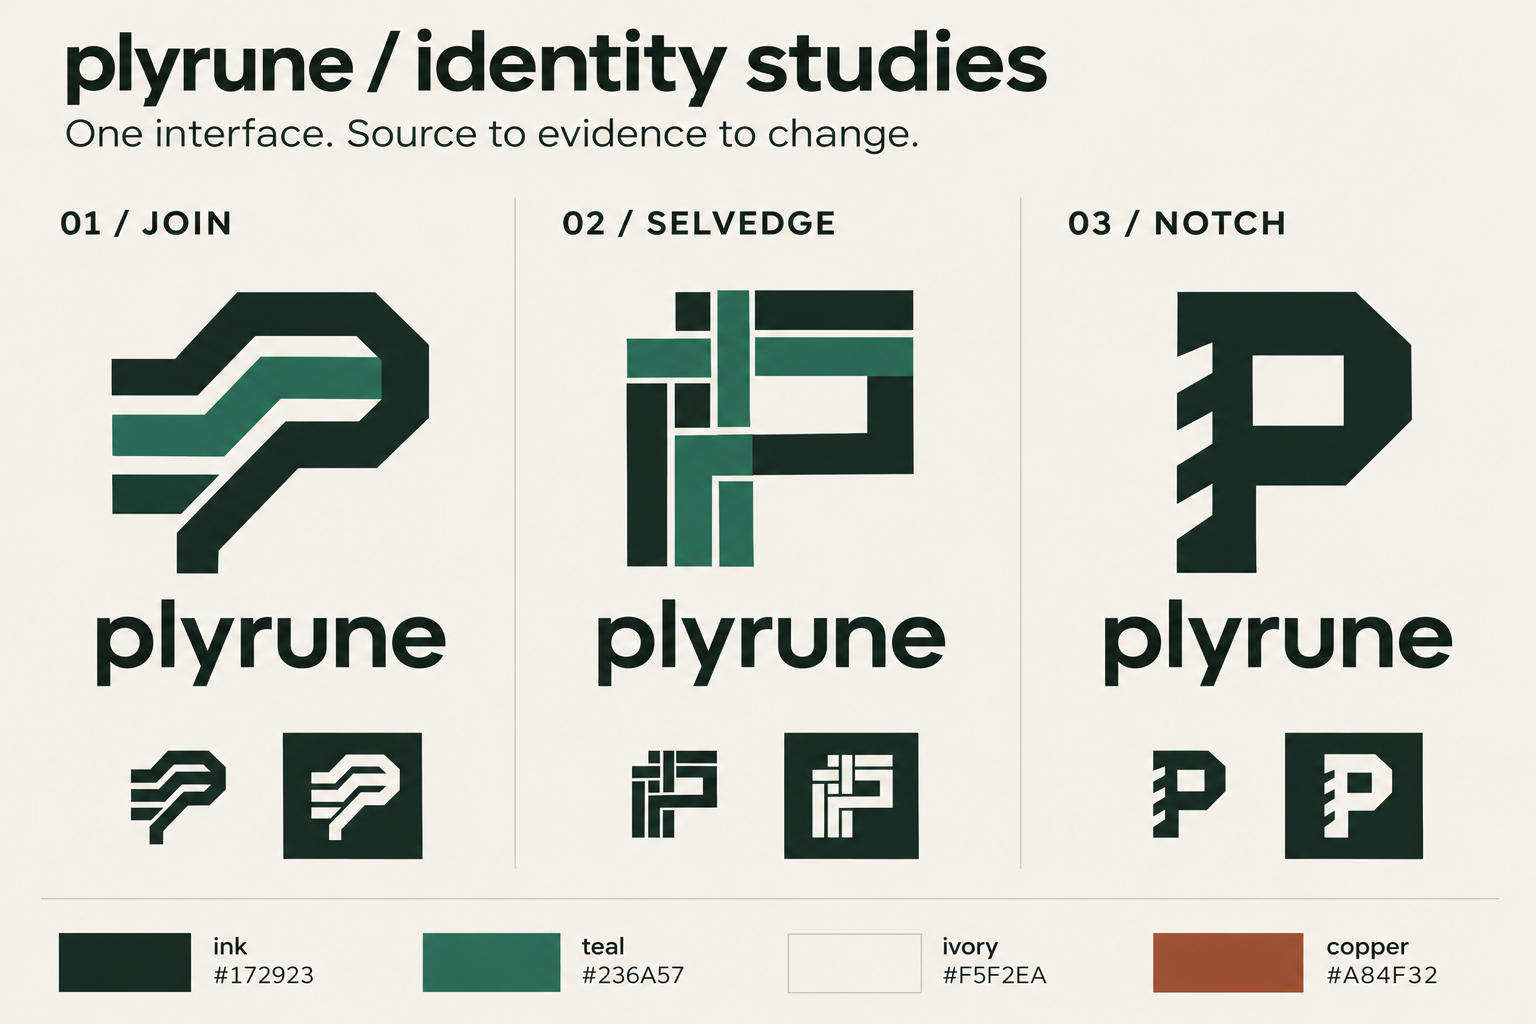 plyrune / identity studies
One interface. Source to evidence to change.
01 / JOIN
02 / SELVEDGE
03 / NOTCH
plyrune
plyrune
plyrune
ink
#172923
teal
#236A57
ivory
#F5F2EA
copper
#A84F32